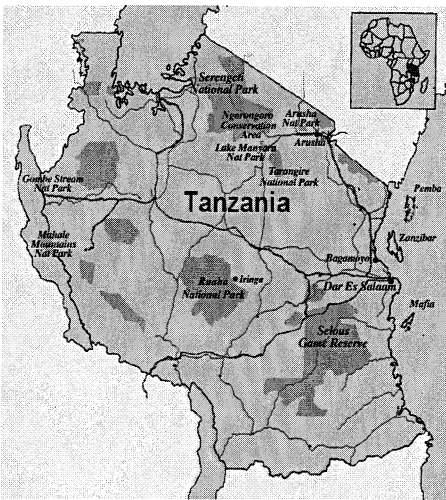 Serengeti
National Park
Ngorongoro
Conservation
Area
Arusha
Nat Park
Arusha
Lake Manyara
Nat Park
Tarangire
National Park
Gombe Stream
Nat Park
Tanzania
Pemba
Mahale
Mountains
Nat Park
Zanzibar
Bagamoyo
Ruaha
National Park
Iringa
Dar Es Salaam
Mafia
Selous
Game Reserve